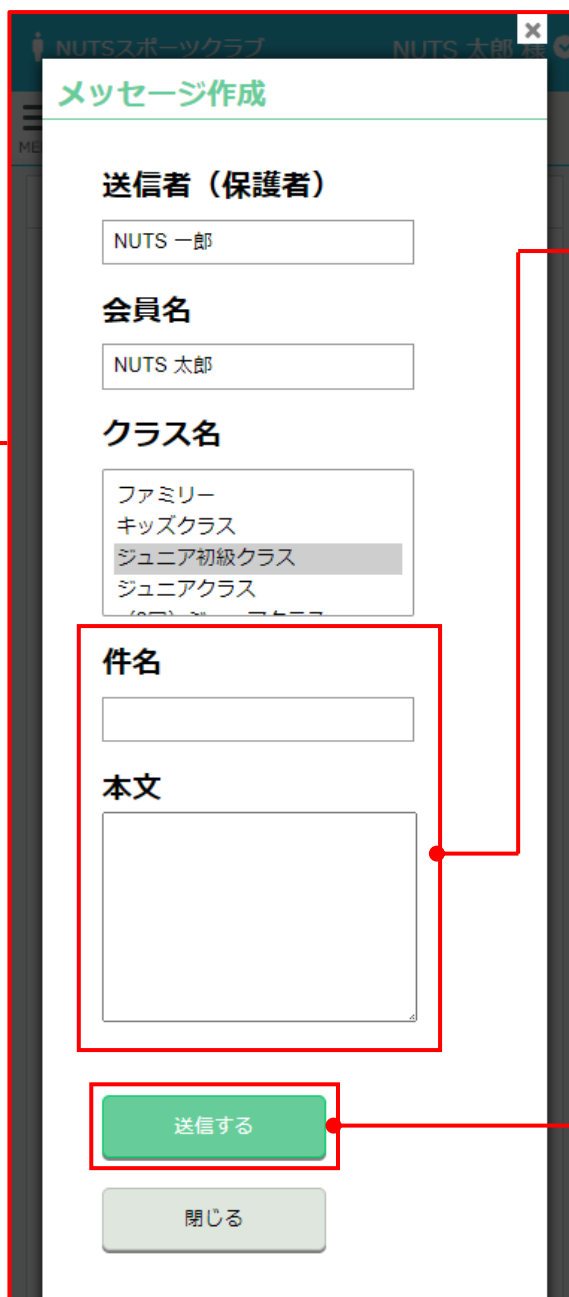 NUTSスポーツクラブ
NUTS 太郎 様
メッセージ作成
送信者（保護者）
NUTS 一郎
会員名
NUTS 太郎
クラス名
ファミリー
キッズクラス
ジュニア初級クラス
ジュニアクラス
件名
本文
送信する
閉じる